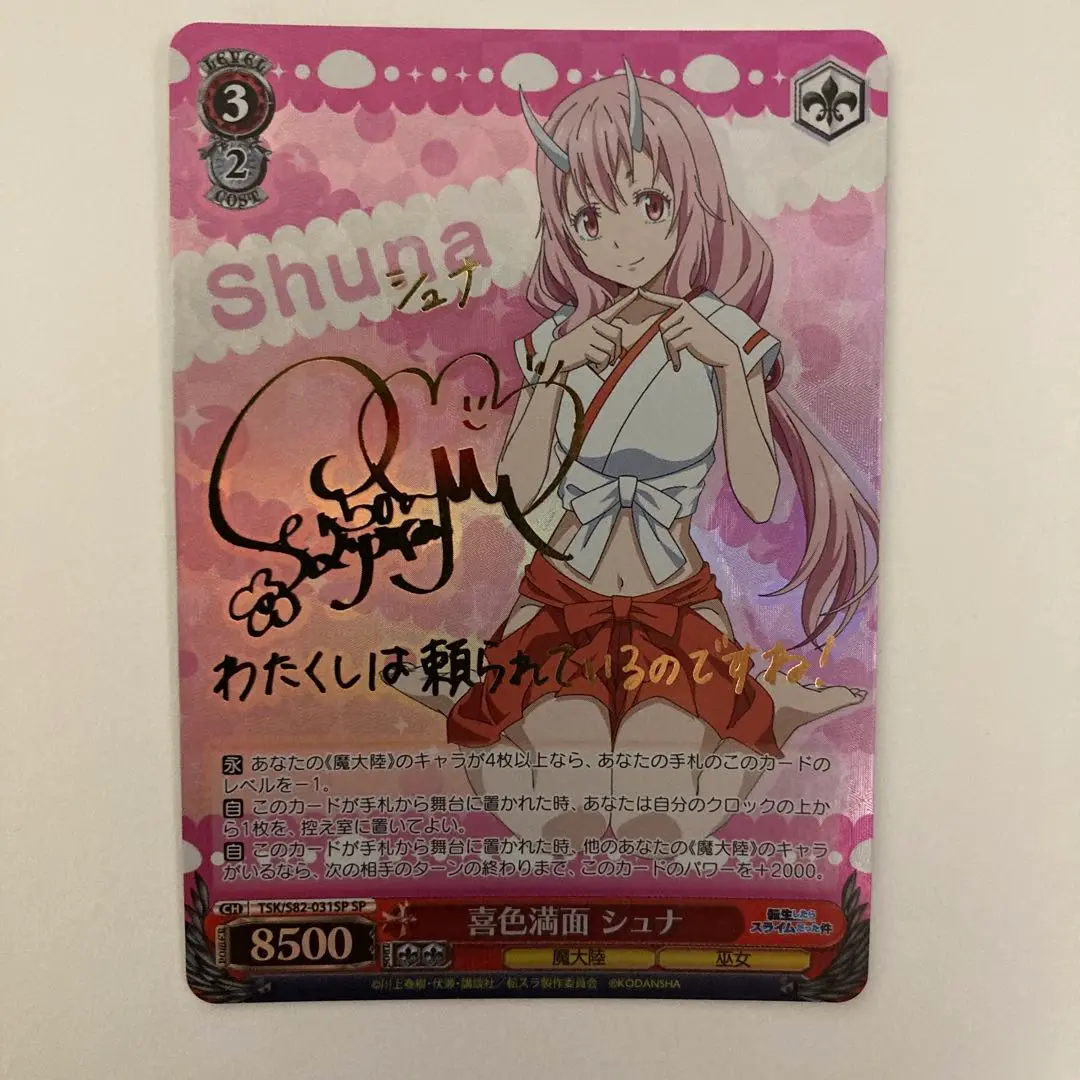 LEVEL
3
2
COST
Shuna
シュナ
わたくしは頼られているのですね!
永 あなたの《魔大陸》のキャラが4枚以上なら、あなたの手札のこのカードの
レベルを-1。
自 このカードが手札から舞台に置かれた時、あなたは自分のクロックの上か
ら1枚を、控え室に置いてよい。
自 このカードが手札から舞台に置かれた時、他のあなたの《魔大陸》のキャラ
がいるなら、次の相手のターンの終わりまで、このカードのパワーを+2000。
CH TSK/S82-031SP SP
喜色満面 シュナ
転生したら
スライムだった件
POWER
8500
SOUL
魔大陸
巫女
©川上泰樹・伏瀬・講談社/転スラ製作委員会 ©KODANSHA